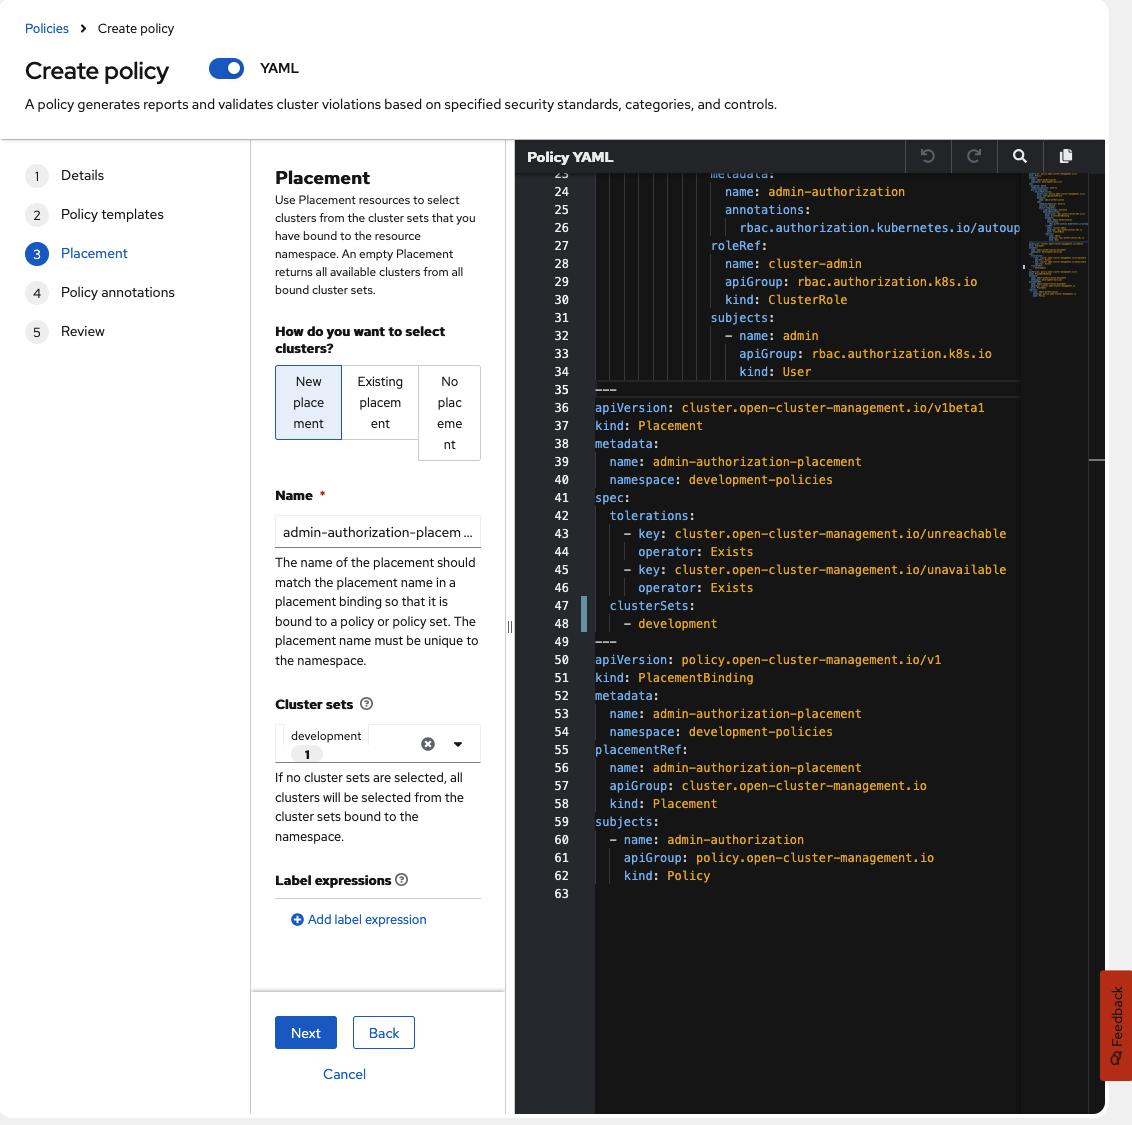 Policies > Create policy
Create policy YAML
A policy generates reports and validates cluster violations based on specified security standards, categories, and controls.
1 Details
2 Policy templates
3 Placement
4 Policy annotations
5 Review
Placement
Use Placement resources to select
clusters from the cluster sets that you
have bound to the resource
namespace. An empty Placement
returns all available clusters from all
bound cluster sets.
How do you want to select
clusters?
New
place
ment
Existing
placem
ent
No
plac
eme
nt
Name *
admin-authorization-placem ...
The name of the placement should
match the placement name in a
placement binding so that it is
bound to a policy or policy set. The
placement name must be unique to
the namespace.
Cluster sets
development
1
If no cluster sets are selected, all
clusters will be selected from the
cluster sets bound to the
namespace.
Label expressions
Add label expression
Next
Back
Cancel
Policy YAML
23 metadata:
24 name: admin-authorization
25 annotations:
26 rbac.authorization.kubernetes.io/autoup
27 roleRef:
28 name: cluster-admin
29 apiGroup: rbac.authorization.k8s.io
30 kind: ClusterRole
31 subjects:
32 - name: admin
33 apiGroup: rbac.authorization.k8s.io
34 kind: User
35 ---
36 apiVersion: cluster.open-cluster-management.io/v1beta1
37 kind: Placement
38 metadata:
39 name: admin-authorization-placement
40 namespace: development-policies
41 spec:
42 tolerations:
43 - key: cluster.open-cluster-management.io/unreachable
44 operator: Exists
45 - key: cluster.open-cluster-management.io/unavailable
46 operator: Exists
47 clusterSets:
48 - development
49 ---
50 apiVersion: policy.open-cluster-management.io/v1
51 kind: PlacementBinding
52 metadata:
53 name: admin-authorization-placement
54 namespace: development-policies
55 placementRef:
56 name: admin-authorization-placement
57 apiGroup: cluster.open-cluster-management.io
58 kind: Placement
59 subjects:
60 - name: admin-authorization
61 apiGroup: policy.open-cluster-management.io
62 kind: Policy
63
Feedback